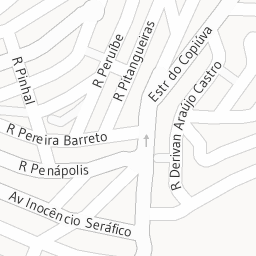 R Pinhal
R Peruíbe
R Pitangueiras
Estr do Copiúva
R Derivan Araújo Castro
R Pereira Barreto
R Penápolis
Av Inocêncio Seráfico